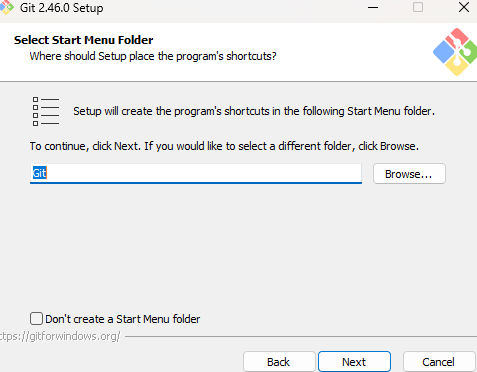 Git 2.46.0 Setup
Select Start Menu Folder
Where should Setup place the program's shortcuts?
Setup will create the program's shortcuts in the following Start Menu folder.
To continue, click Next. If you would like to select a different folder, click Browse.
Git
Browse...
Don't create a Start Menu folder
ttps://gitforwindows.org/
Back
Next
Cancel